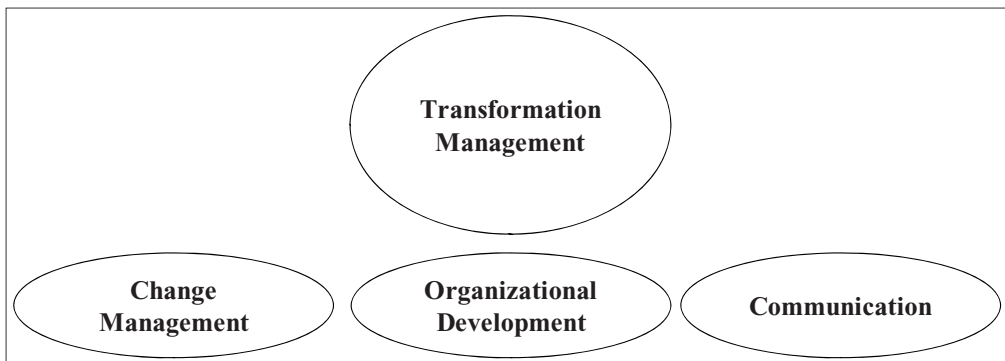 Transformation
Management
Change
Management
Organizational
Development
Communication